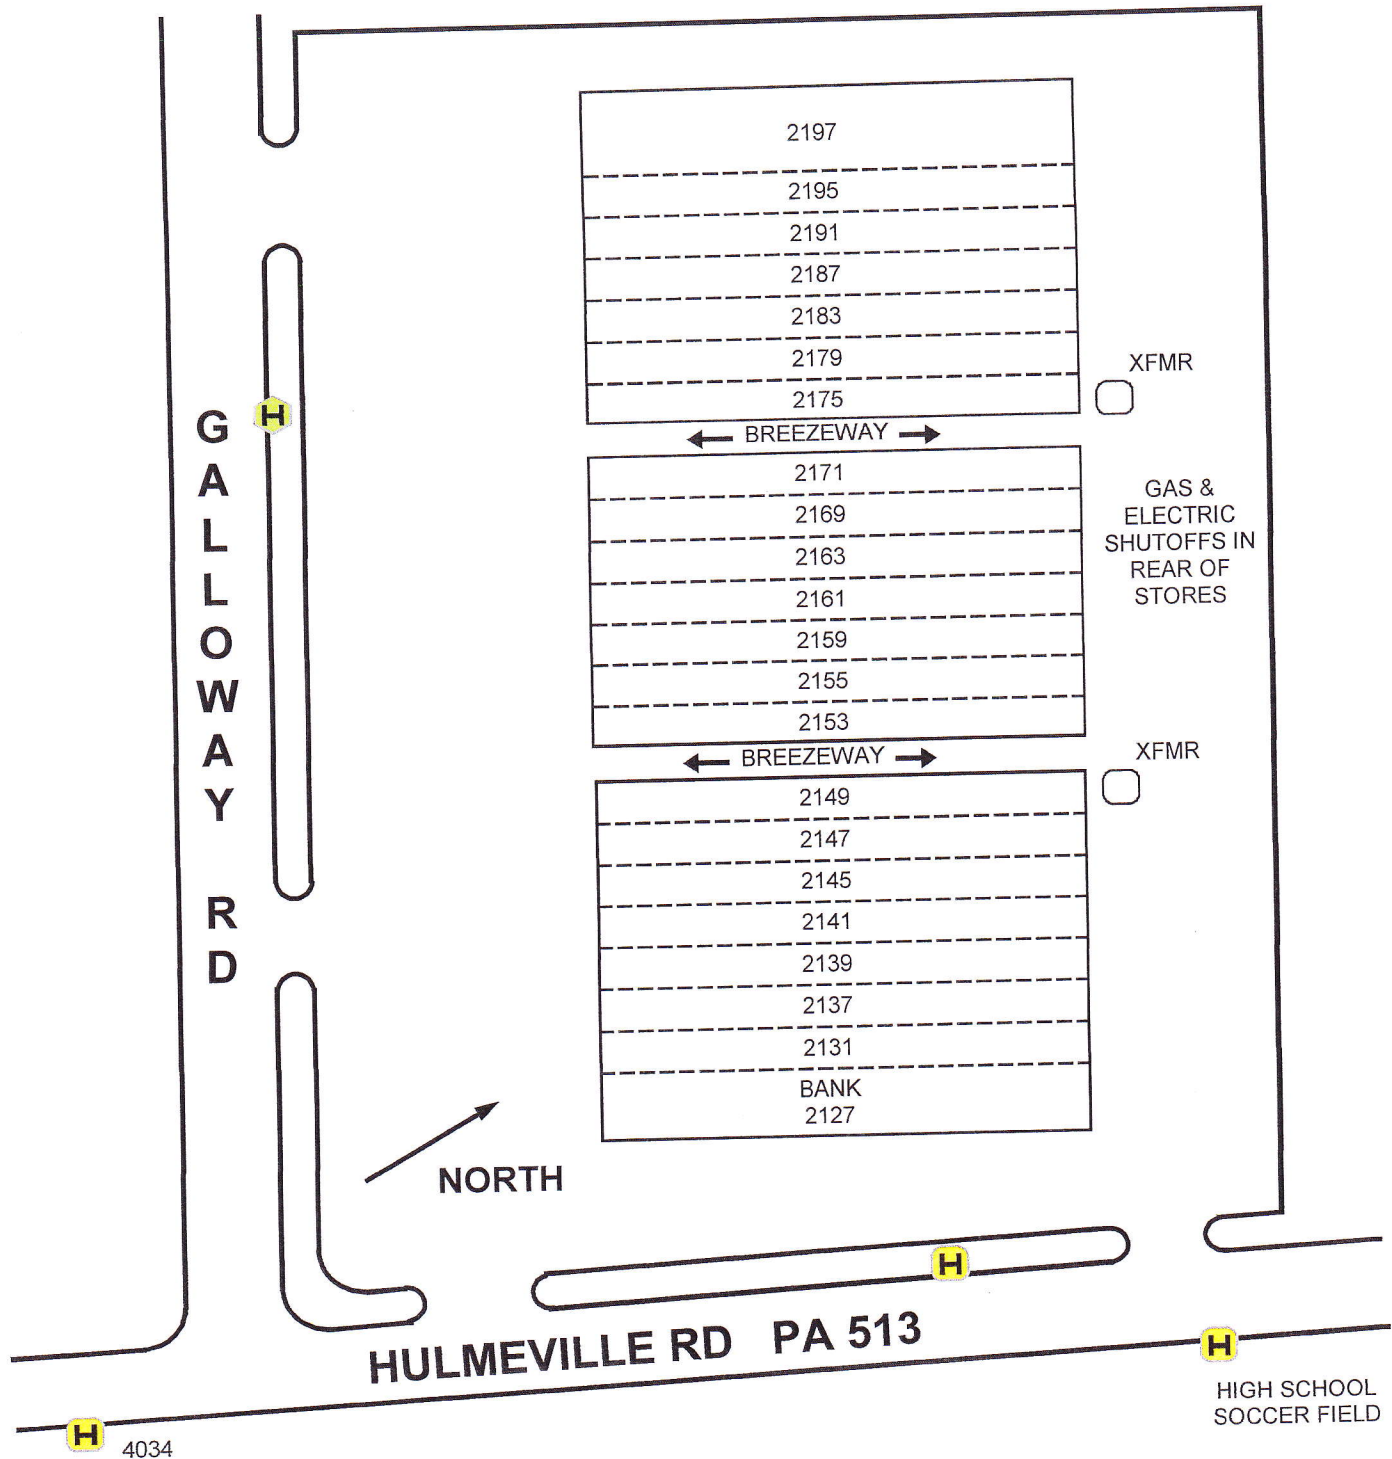 2197
2195
2191
2187
2183
2179
2175
XFMR
BREEZEWAY
H
GALLOWAY RD
2171
2169
2163
2161
2159
2155
2153
GAS &
ELECTRIC
SHUTOFFS IN
REAR OF
STORES
BREEZEWAY
XFMR
2149
2147
2145
2141
2139
2137
2131
BANK
2127
NORTH
H
HULMEVILLE RD PA 513
H
HIGH SCHOOL
SOCCER FIELD
H
4034